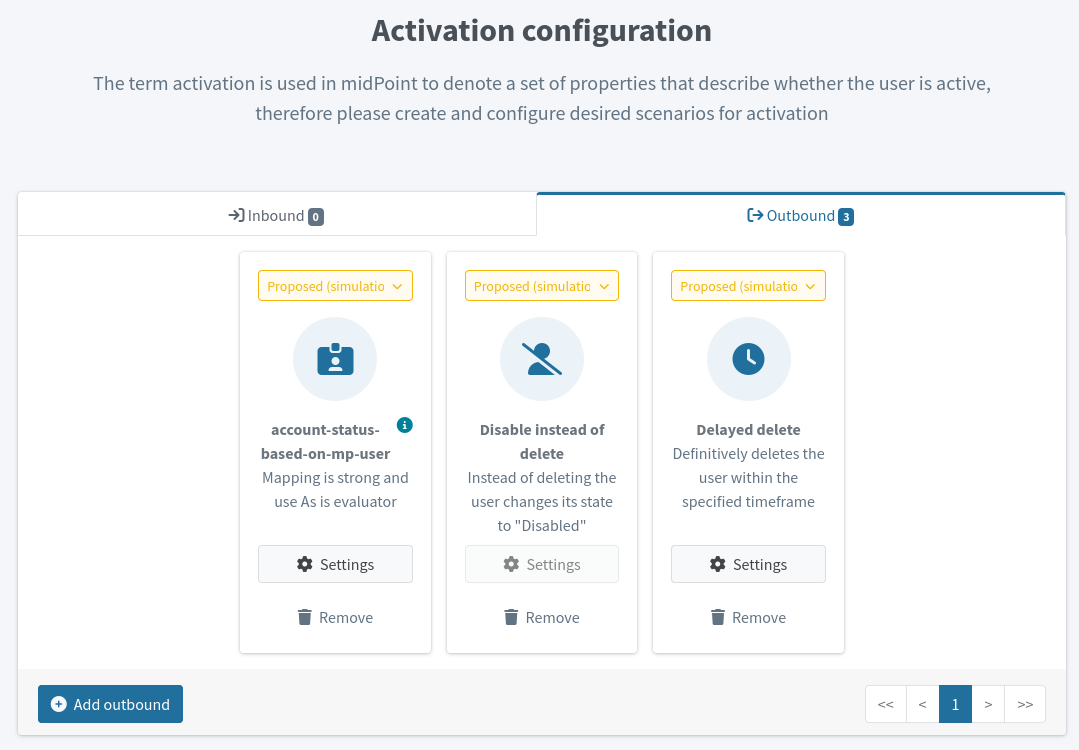 Activation configuration
The term activation is used in midPoint to denote a set of properties that describe whether the user is active,
therefore please create and configure desired scenarios for activation
Inbound 0
Outbound 3
Proposed (simulatio
account-status-
based-on-mp-user
Mapping is strong and
use As is evaluator
Settings
Remove
Proposed (simulatio
Disable instead of
delete
Instead of deleting the
user changes its state
to "Disabled"
Settings
Remove
Proposed (simulatio
Delayed delete
Definitively deletes the
user within the
specified timeframe
Settings
Remove
Add outbound
<< < 1 > >>